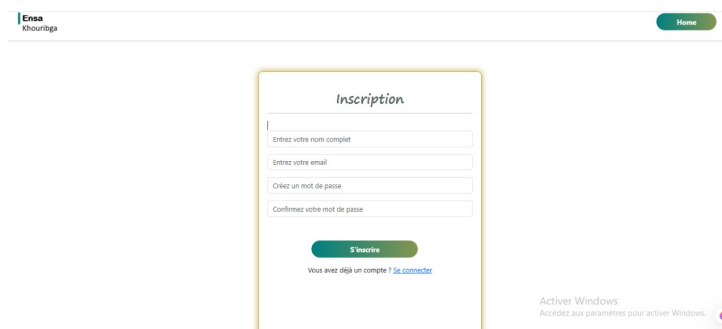 Ensa
Khouribga
Home
Inscription
Entrez votre nom complet
Entrez votre email
Créez un mot de passe
Confirmez votre mot de passe
S'inscrire
Vous avez déjà un compte ? Se connecter
Activer Windows
Accédez aux paramètres pour activer Windows.